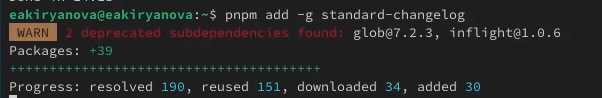 eakiryanova@eakiryanova:~$ pnpm add -g standard-changelog
WARN 2 deprecated subdependencies found: glob@7.2.3, inflight@1.0.6
Packages: +39
+++++++++++++++++++++++++++++++++++++++
Progress: resolved 190, reused 151, downloaded 34, added 30